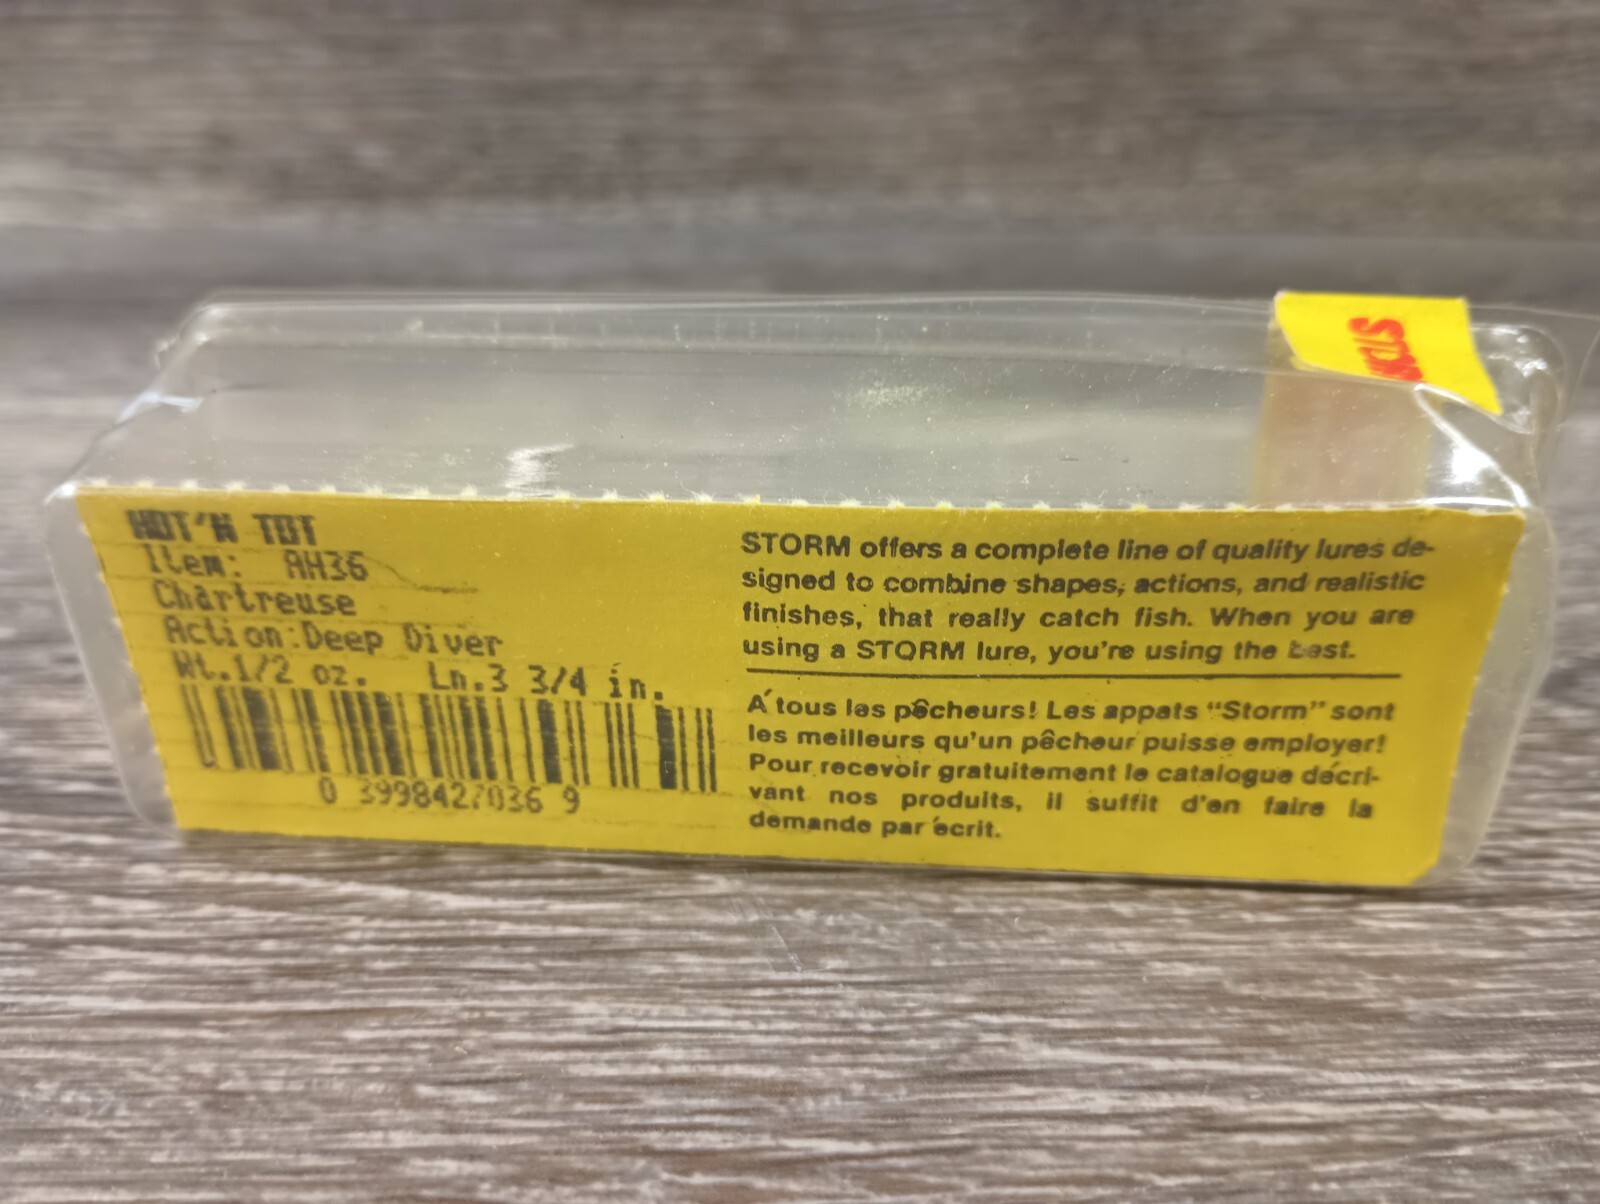 STORM
HOT'N TOT
Item: AH36
Chartreuse
Action:Deep Diver
Wt.1/2 oz. Ln.3 3/4 in.
0 3998427036 9
STORM offers a complete line of quality lures de-
signed to combine shapes, actions, and realistic
finishes, that really catch fish. When you are
using a STORM lure, you're using the best.
A´tous les pêcheurs! Les appats "Storm" sont
les meilleurs qu'un pêcheur puisse employer!
Pour recevoir gratuitement le catalogue décri-
vant nos produits, il suffit d'en faire la
demande par écrit.